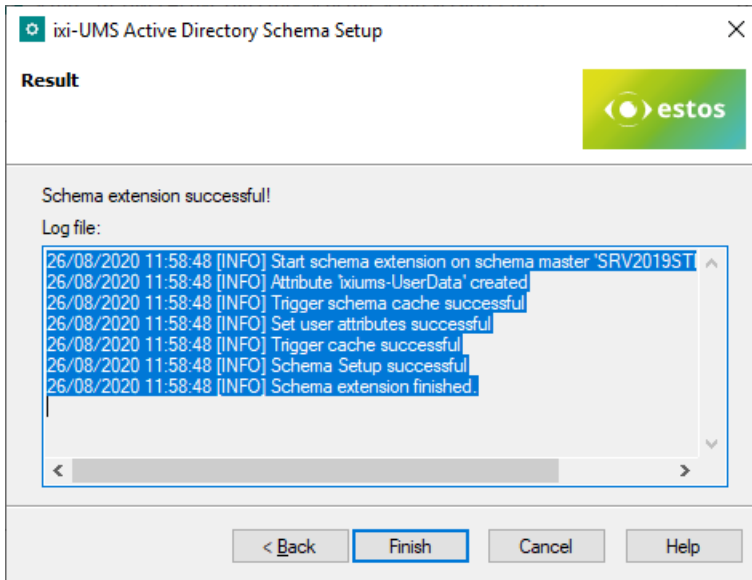 ixi-UMS Active Directory Schema Setup
Result
estos
Schema extension successful!
Log file:
26/08/2020 11:58:48 [INFO] Start schema extension on schema master
26/08/2020 11:58:48 [INFO] Attribute 'ixiums-UserData' created
26/08/2020 11:58:48 [INFO] Trigger schema cache successful
26/08/2020 11:58:48 [INFO] Set user attributes successful
26/08/2020 11:58:48 [INFO] Trigger cache successful
26/08/2020 11:58:48 [INFO] Schema Setup successful
26/08/2020 11:58:48 [INFO] Schema extension finished.
< Back
Finish
Cancel
Help